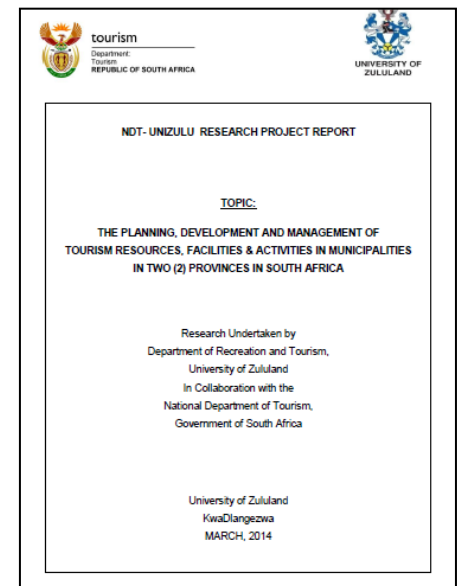 tourism
Department:
Tourism
REPUBLIC OF SOUTH AFRICA
UNIVERSITY OF
ZULULAND
NDT- UNIZULU RESEARCH PROJECT REPORT
TOPIC:
THE PLANNING, DEVELOPMENT AND MANAGEMENT OF
TOURISM RESOURCES, FACILITIES & ACTIVITIES IN MUNICIPALITIES
IN TWO (2) PROVINCES IN SOUTH AFRICA
Research Undertaken by
Department of Recreation and Tourism,
University of Zululand
In Collaboration with the
National Department of Tourism,
Government of South Africa
University of Zululand
KwaDlangezwa
MARCH, 2014